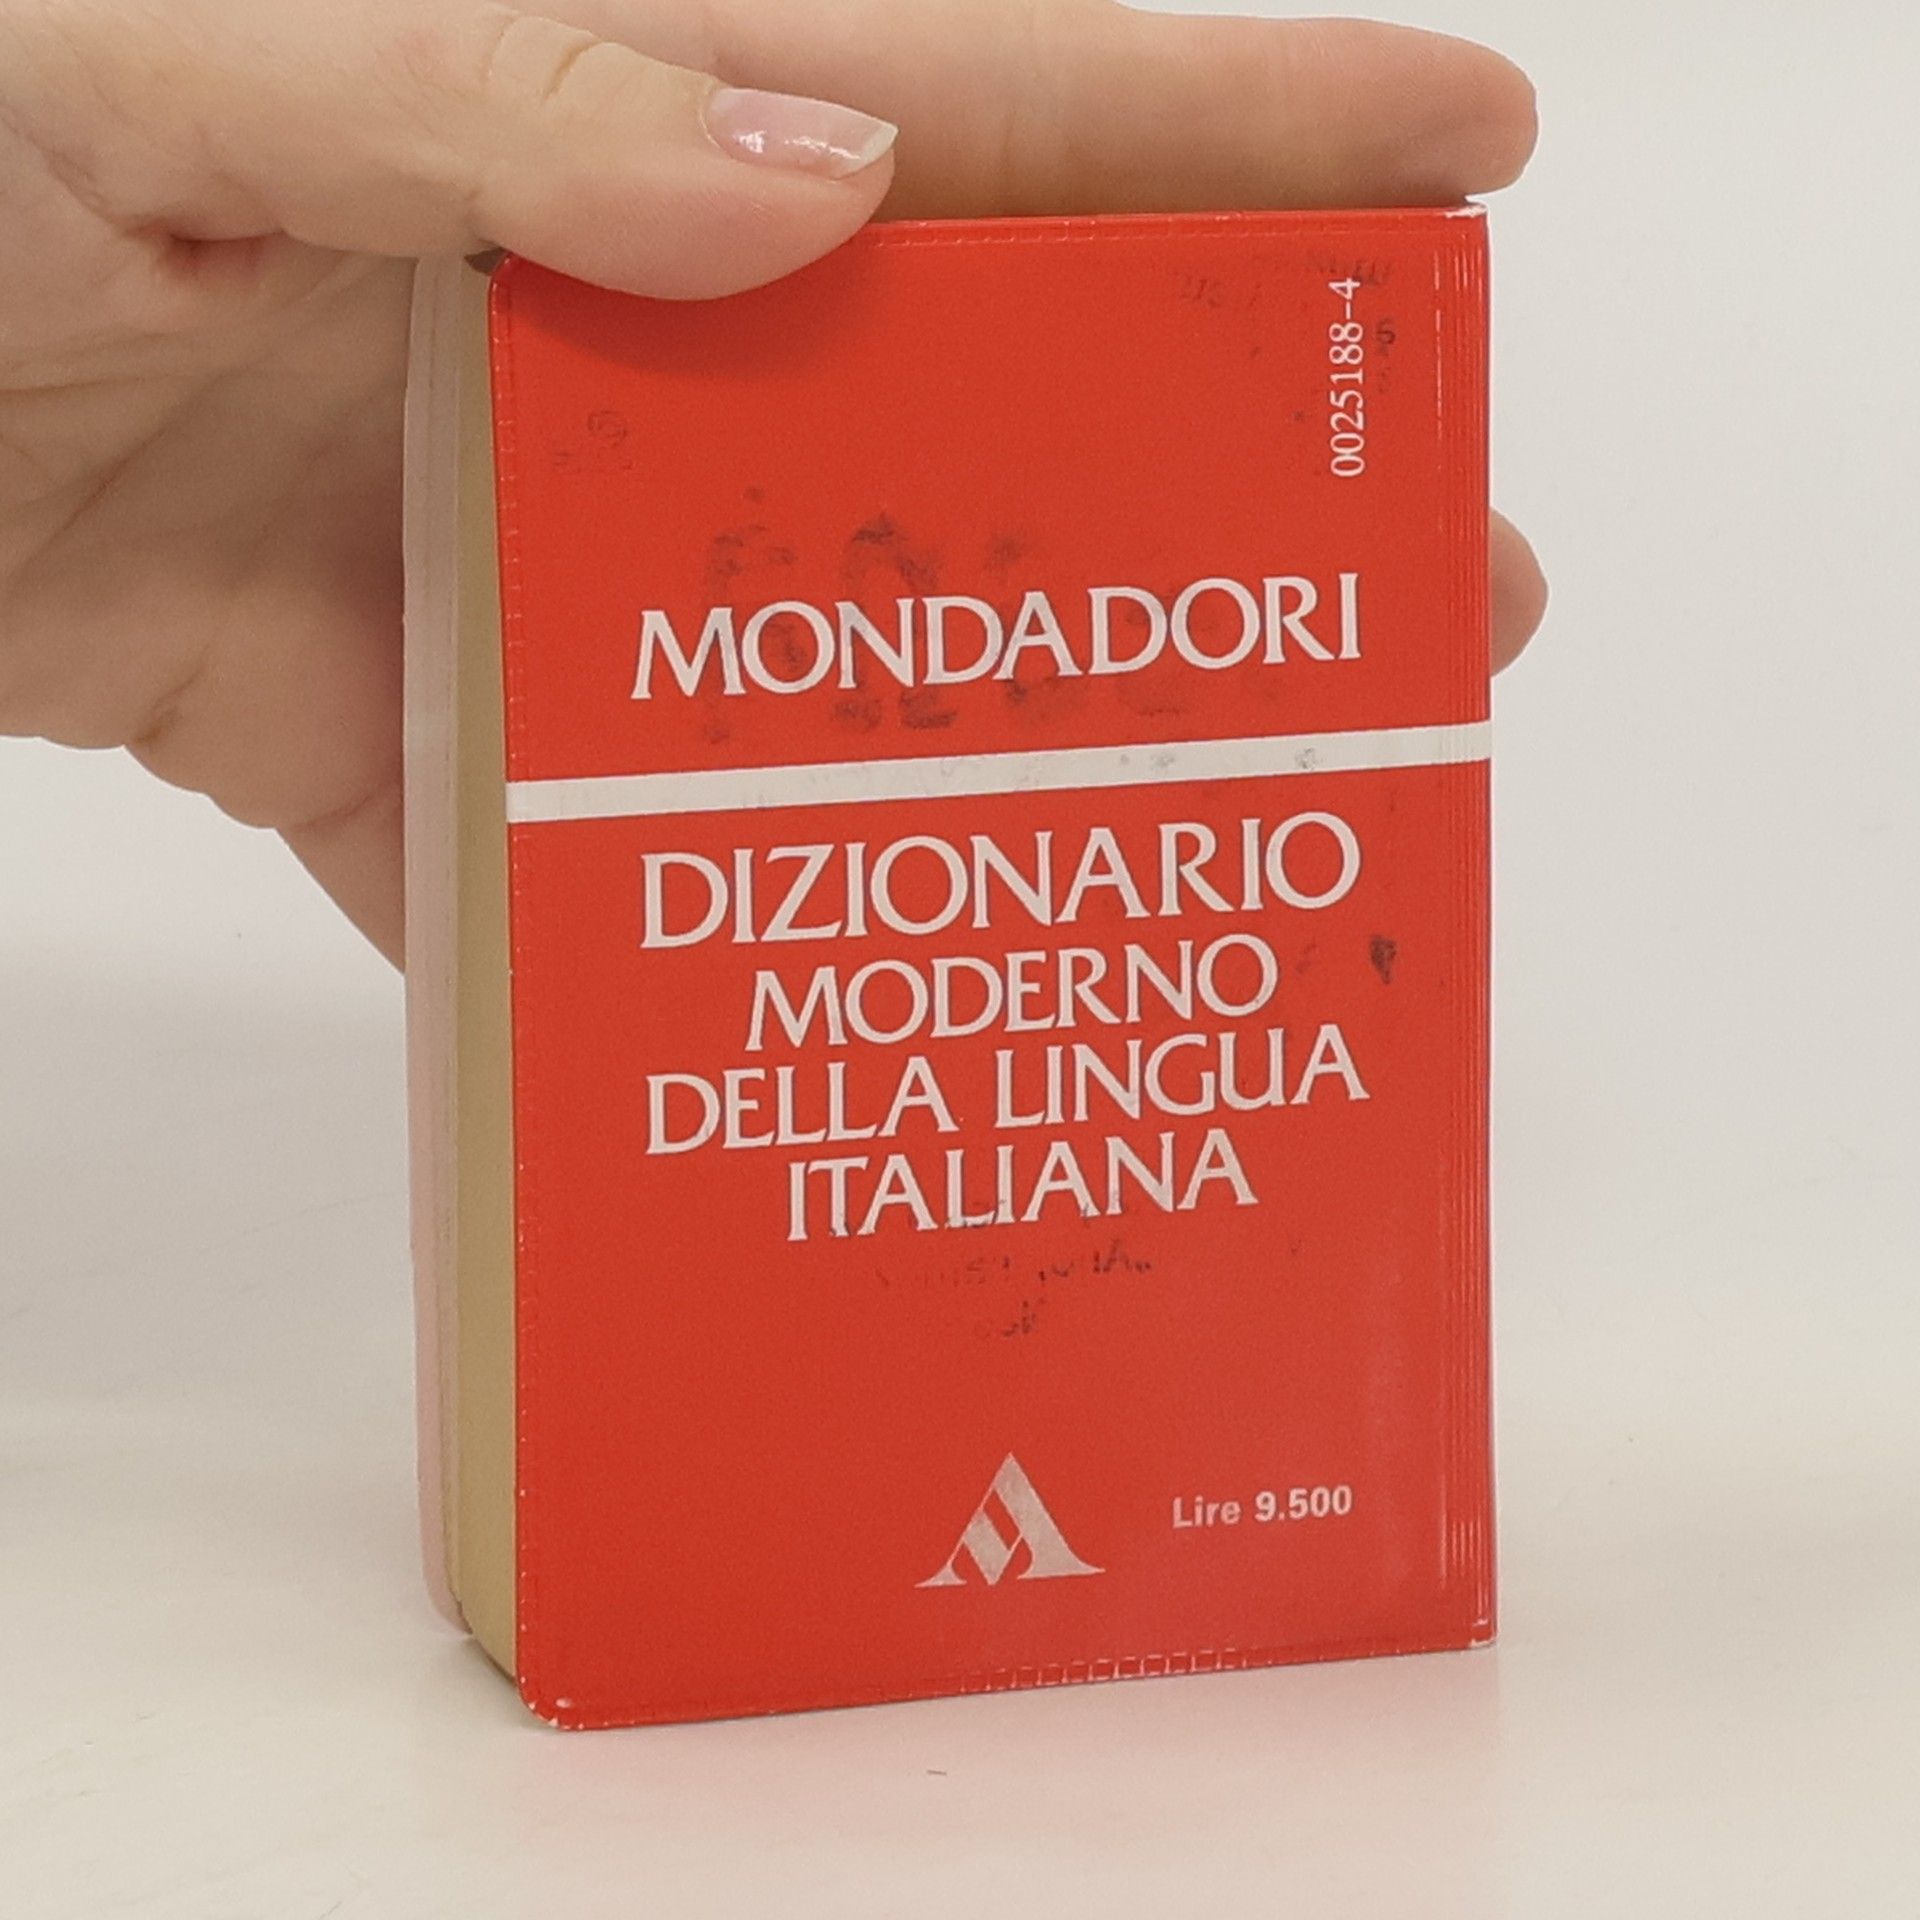 0025188-4
MONDADORI
DIZIONARIO
MODERNO
DELLA LINGUA
ITALIANA
Lire 9.500